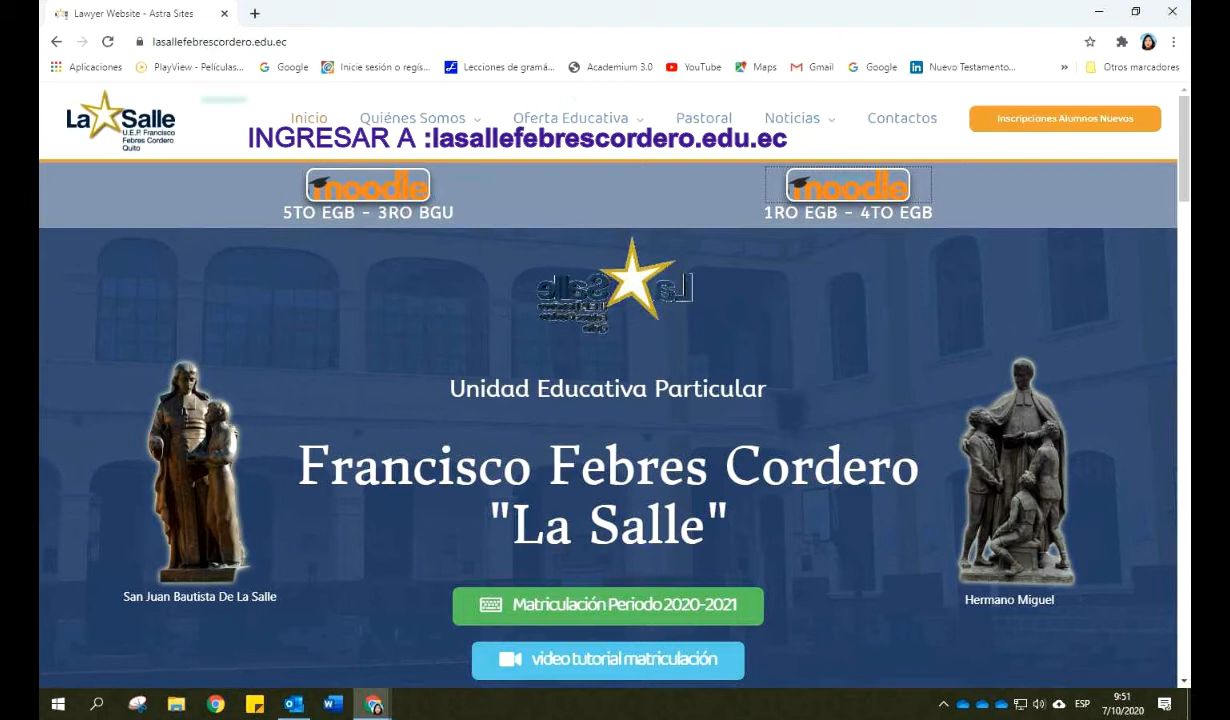 Lawyer Website - Astra Sites
lasallefebrescordero.edu.ec
Aplicaciones
PlayView - Películas...
Google
Inicie sesión o regís...
Lecciones de gramá...
Academium 3.0
YouTube
Maps
Gmail
Google
Nuevo Testamento...
»
Otros marcadores
La Salle
U.E.P. Francisco
Febres Cordero
Quito
Inicio
Quiénes Somos
Oferta Educativa
Pastoral
Noticias
Contactos
Inscripciones Alumnos Nuevos
INGRESAR A :lasallefebrescordero.edu.ec
moodle
5TO EGB - 3RO BGU
moodle
1RO EGB - 4TO EGB
La Salle
Unidad Educativa Particular
Francisco Febres Cordero
"La Salle"
San Juan Bautista De La Salle
Hermano Miguel
Matriculación Periodo 2020-2021
video tutorial matriculación
ESP
9:51
7/10/2020